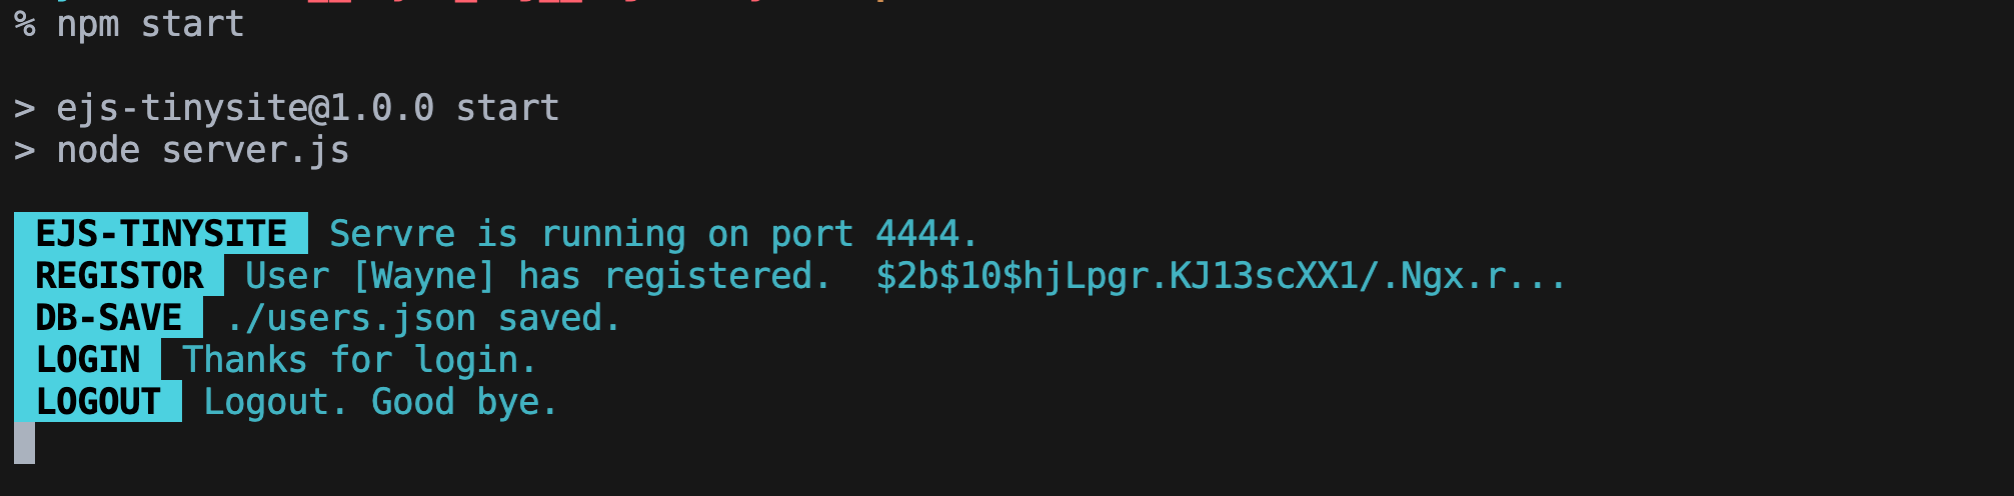 % npm start
> ejs-tinysite@1.0.0 start
> node server.js
EJS-TINYSITE Servre is running on port 4444.
REGISTOR User [Wayne] has registered.  $2b$10$hjLpgr.KJ13scXX1/.Ngx.r...
DB-SAVE ./users.json saved.
LOGIN Thanks for login.
LOGOUT Logout. Good bye.